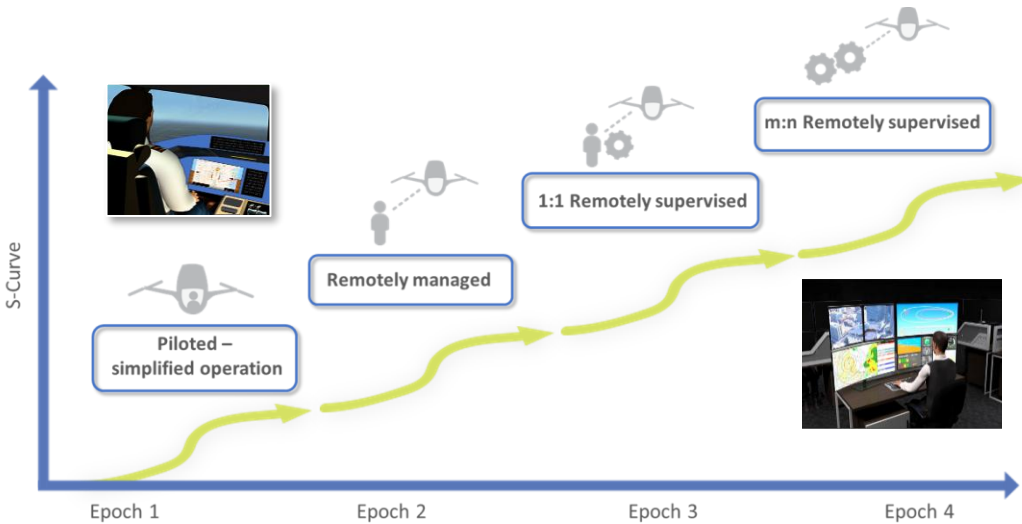 m:n Remotely supervised
1:1 Remotely supervised
Remotely managed
Piloted –
simplified operation
S-Curve
Epoch 1
Epoch 2
Epoch 3
Epoch 4